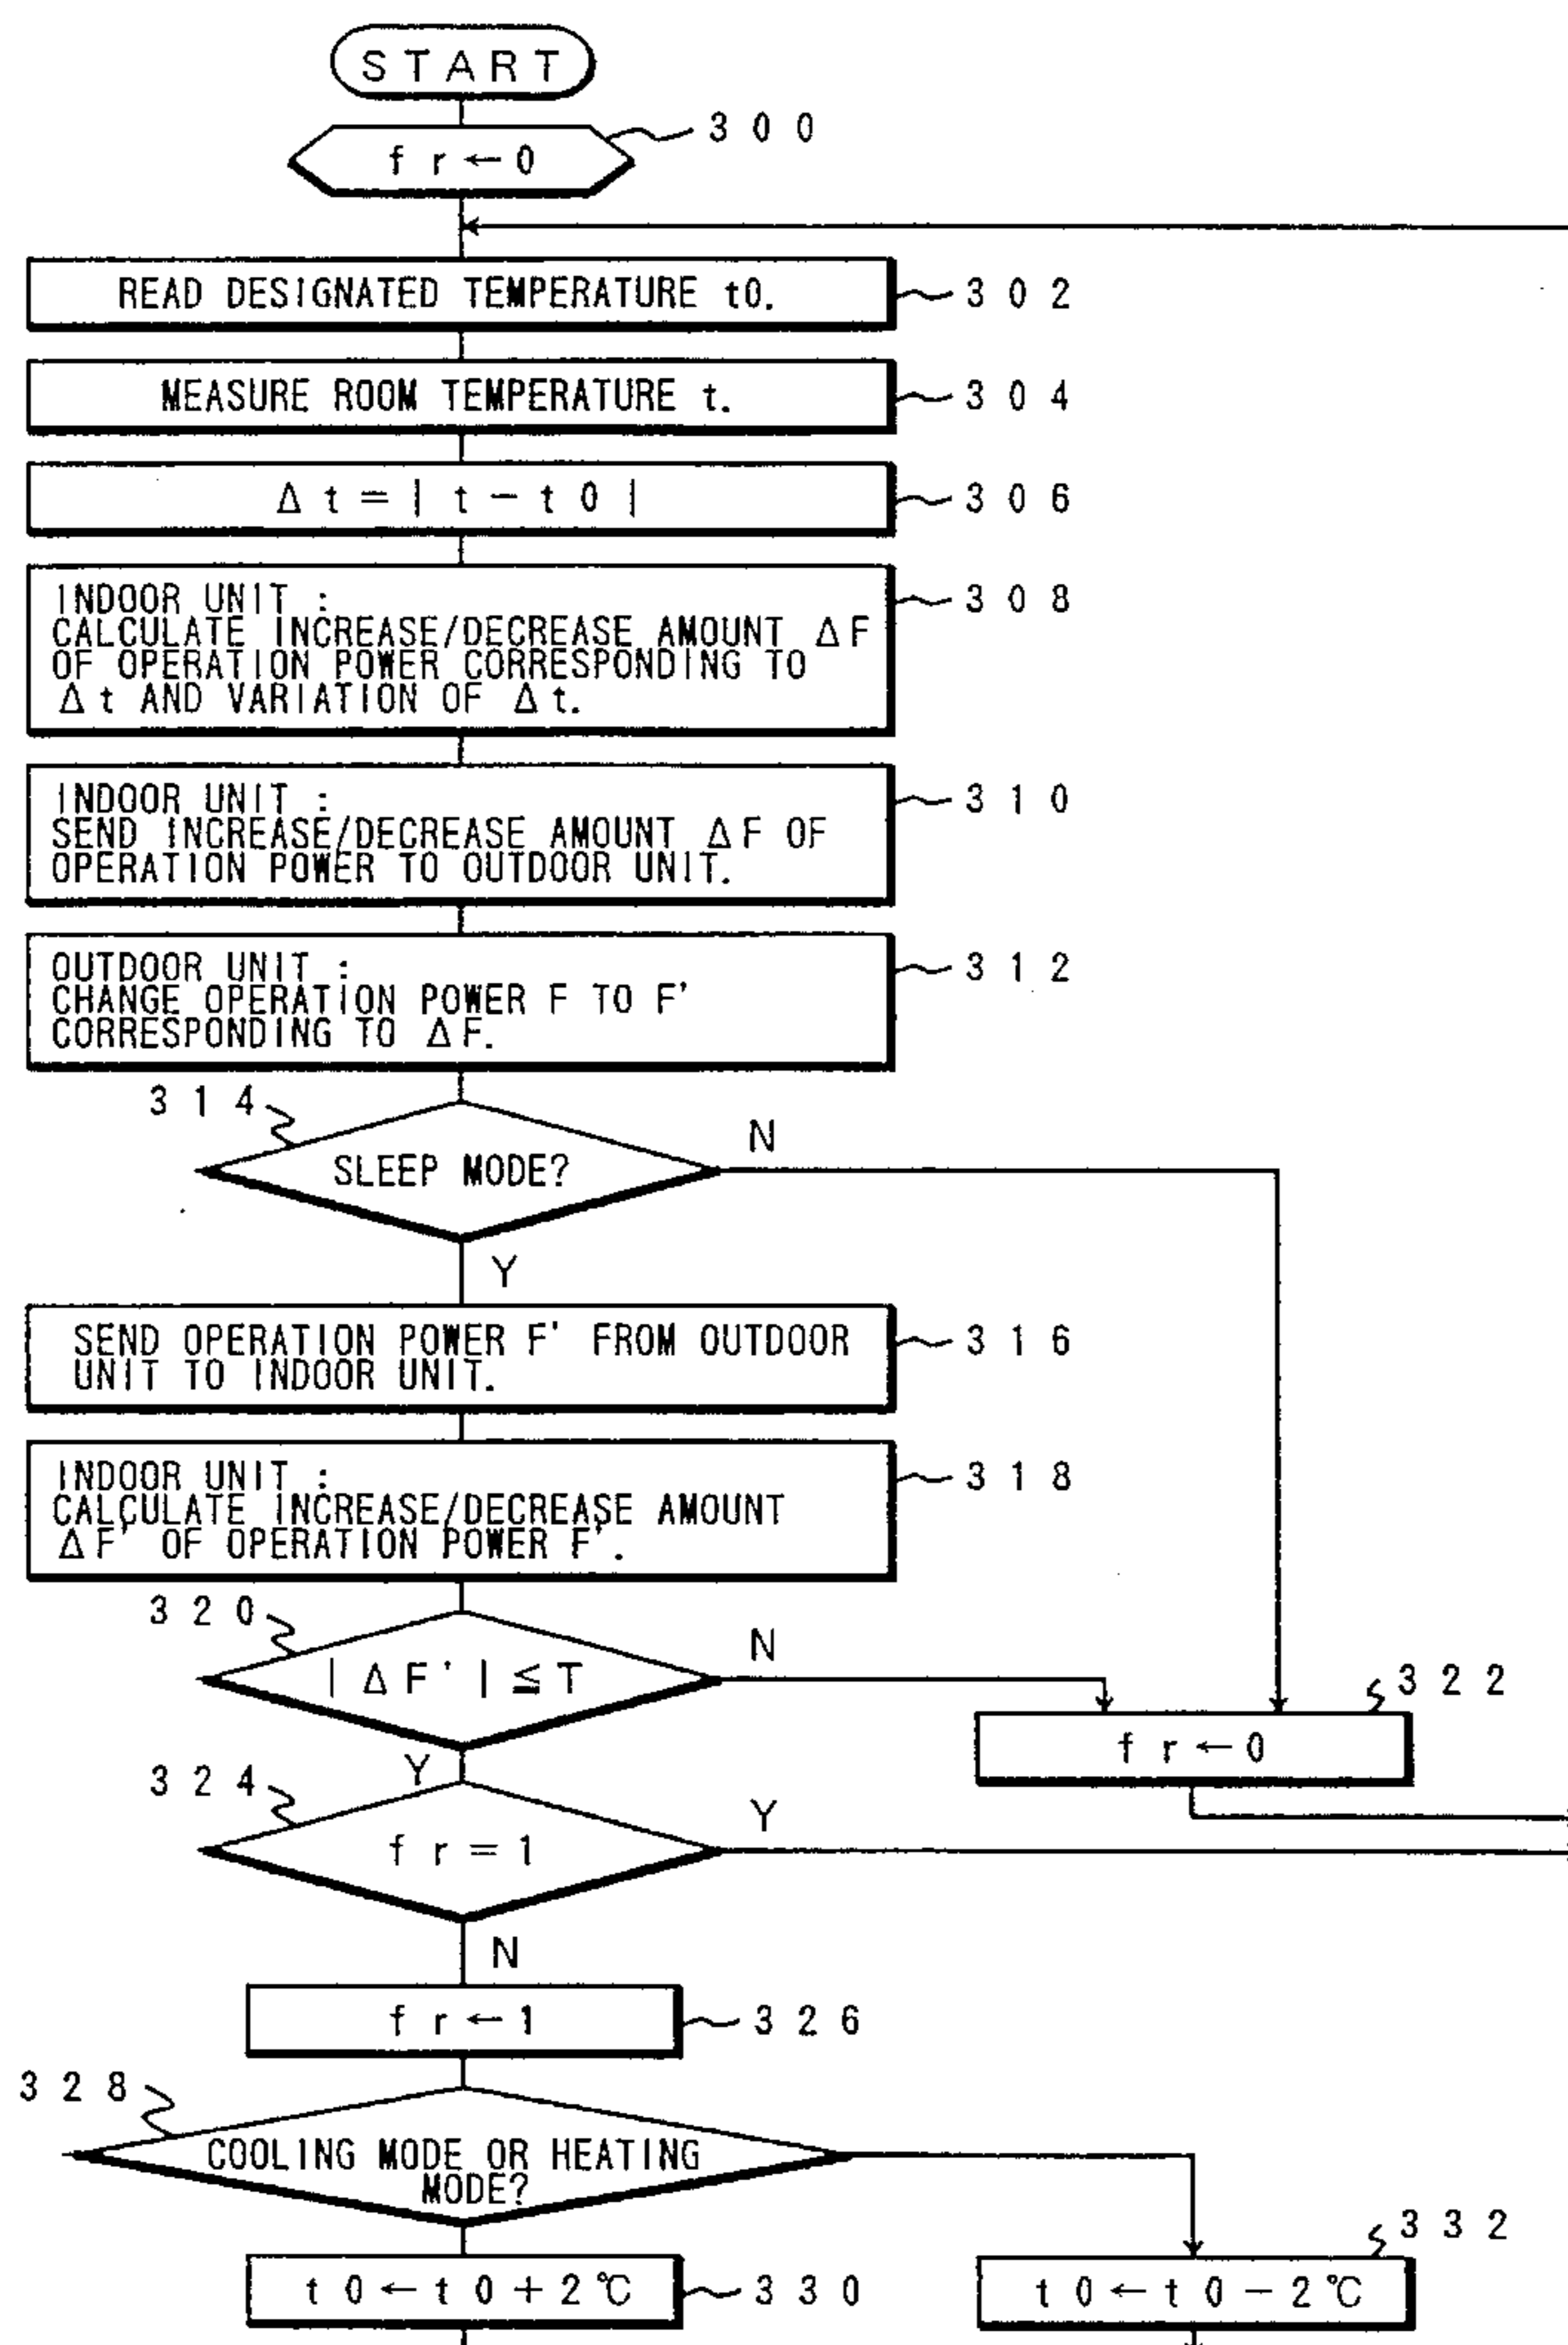 START
fr←0
300
READ DESIGNATED TEMPERATURE t0.
302
MEASURE ROOM TEMPERATURE t.
304
Δt=|t-t0|
306
INDOOR UNIT :
CALCULATE INCREASE/DECREASE AMOUNT ΔF
OF OPERATION POWER CORRESPONDING TO
Δt AND VARIATION OF Δt.
308
INDOOR UNIT :
SEND INCREASE/DECREASE AMOUNT ΔF OF
OPERATION POWER TO OUTDOOR UNIT.
310
OUTDOOR UNIT :
CHANGE OPERATION POWER F TO F'
CORRESPONDING TO ΔF.
312
314
SLEEP MODE?
N
Y
SEND OPERATION POWER F' FROM OUTDOOR
UNIT TO INDOOR UNIT.
316
INDOOR UNIT :
CALCULATE INCREASE/DECREASE AMOUNT
ΔF' OF OPERATION POWER F'.
318
320
|ΔF'|≦T
N
Y
322
fr←0
324
fr=1
Y
N
fr←1
326
328
COOLING MODE OR HEATING
MODE?
t0←t0+2℃
330
332
t0←t0-2℃